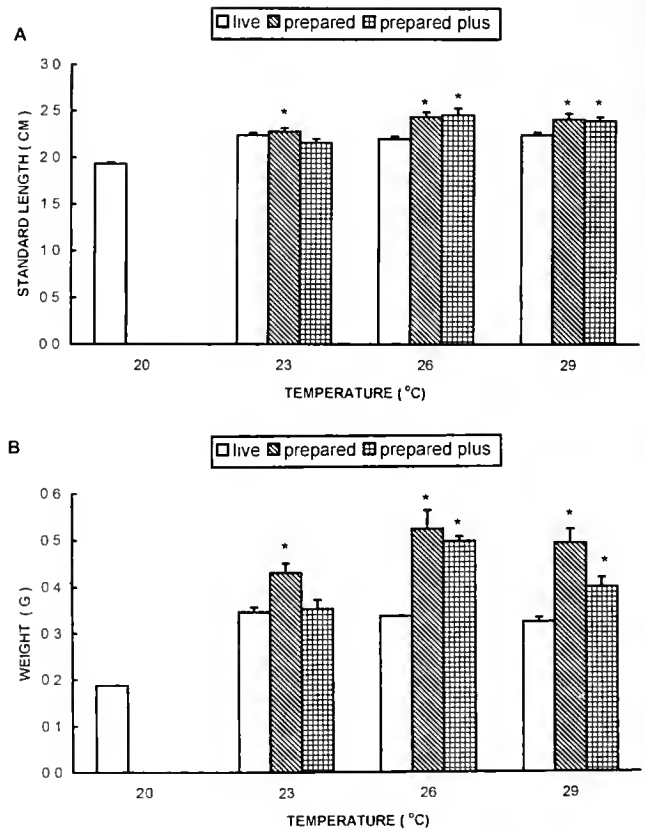 live prepared prepared plus
A
3 0
2 5
2 0
1 5
1 0
0 5
0 0
STANDARD LENGTH (CM)
* * * * *
20 23 26 29
TEMPERATURE (°C)
B
live prepared prepared plus
0 6
0 5
0 4
0 3
0 2
0 1
0 0
WEIGHT (G)
* * * * *
20 23 26 29
TEMPERATURE (°C)